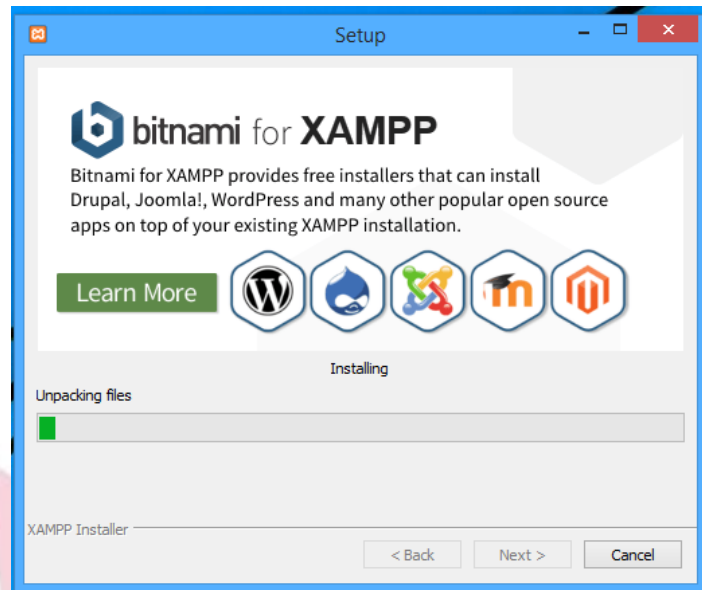 Setup
bitnami for XAMPP
Bitnami for XAMPP provides free installers that can install
Drupal, Joomla!, WordPress and many other popular open source
apps on top of your existing XAMPP installation.
Learn More
Installing
Unpacking files
XAMPP Installer
< Back Next > Cancel